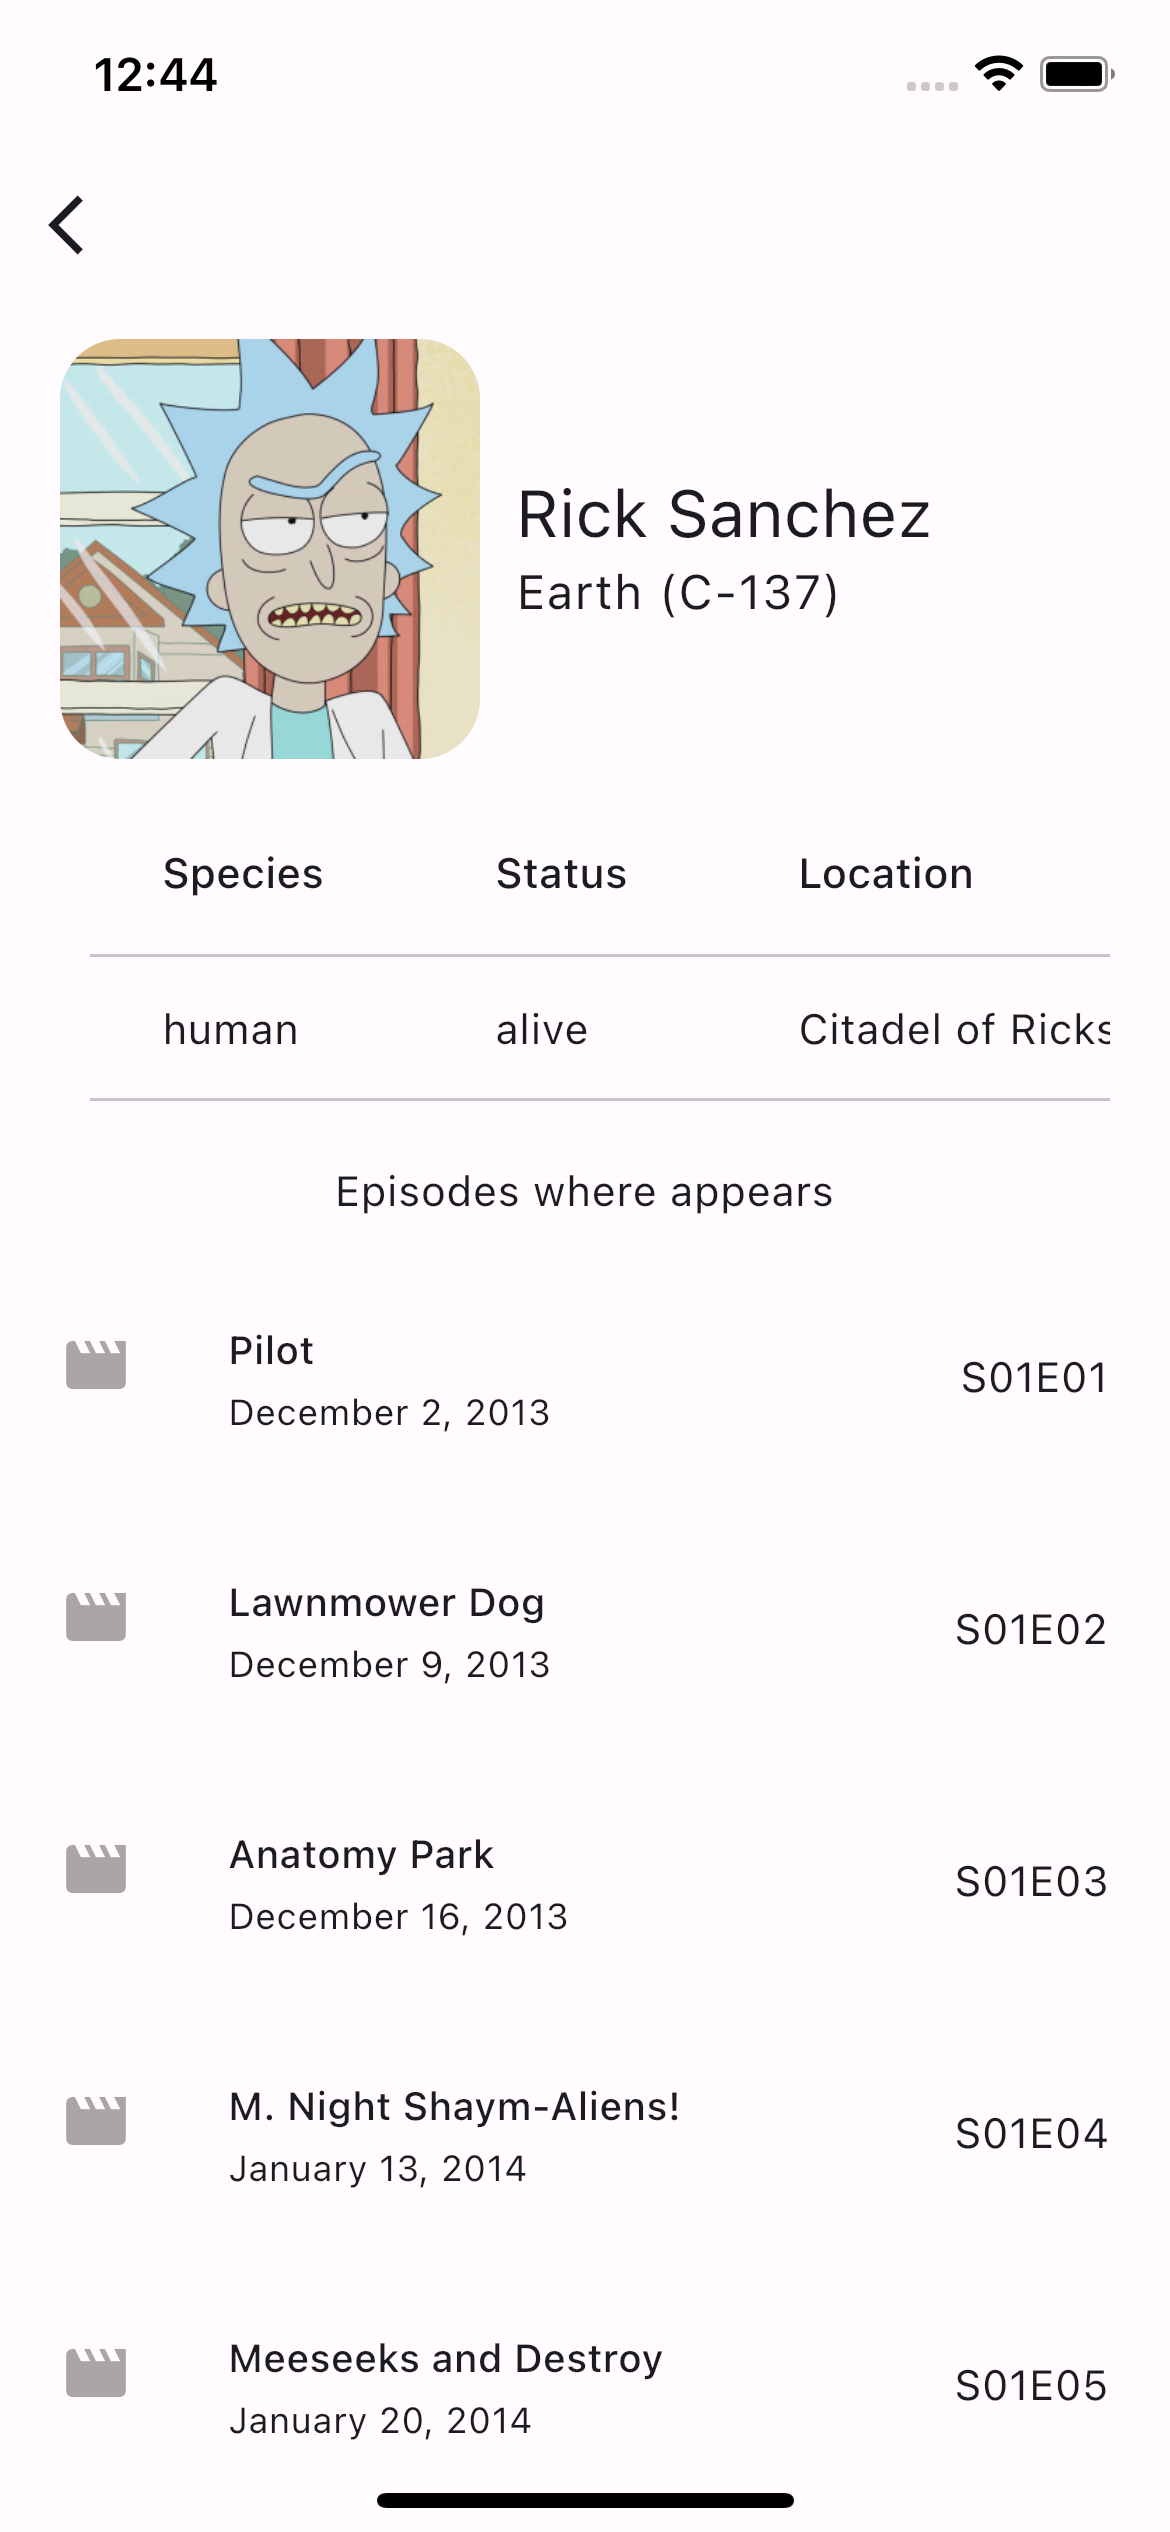 12:44
Rick Sanchez
Earth (C-137)
Species Status Location
human alive Citadel of Ricks
Episodes where appears
Pilot
December 2, 2013
S01E01
Lawnmower Dog
December 9, 2013
S01E02
Anatomy Park
December 16, 2013
S01E03
M. Night Shaym-Aliens!
January 13, 2014
S01E04
Meeseeks and Destroy
January 20, 2014
S01E05